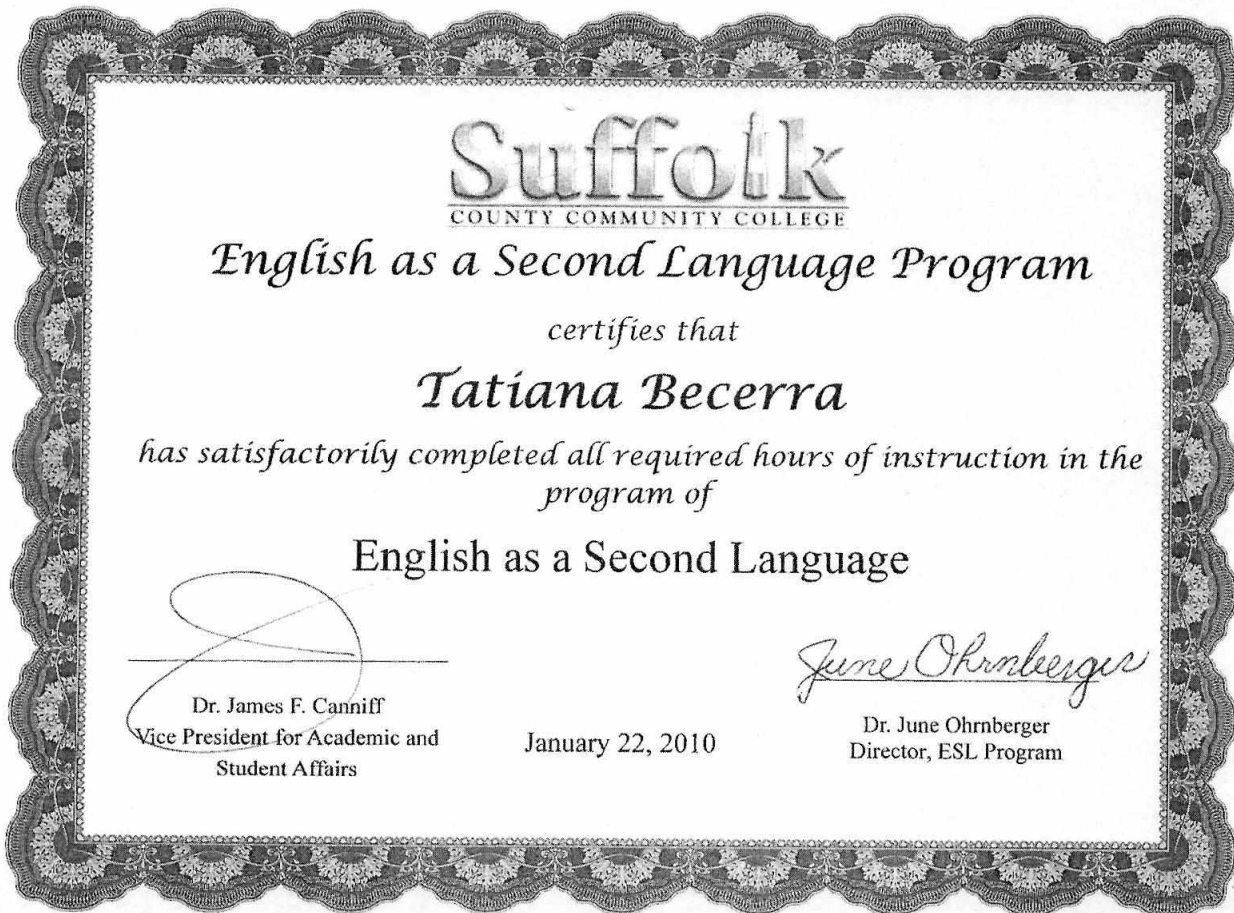 Suffolk
COUNTY COMMUNITY COLLEGE
English as a Second Language Program
certifies that
Tatiana Becerra
has satisfactorily completed all required hours of instruction in the
program of
English as a Second Language
June Ohrnberger
Dr. James F. Canniff
Vice President for Academic and
Student Affairs
January 22, 2010
Dr. June Ohrnberger
Director, ESL Program